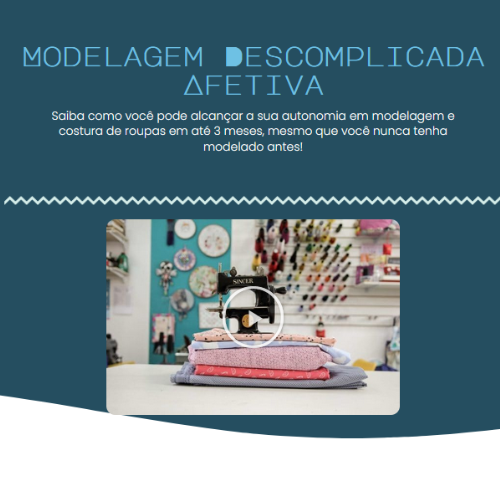 MODELAGEM DESCOMPLICADA
AFETIVA
Saiba como você pode alcançar a sua autonomia em modelagem e
costura de roupas em até 3 meses, mesmo que você nunca tenha
modelado antes!
SINGER